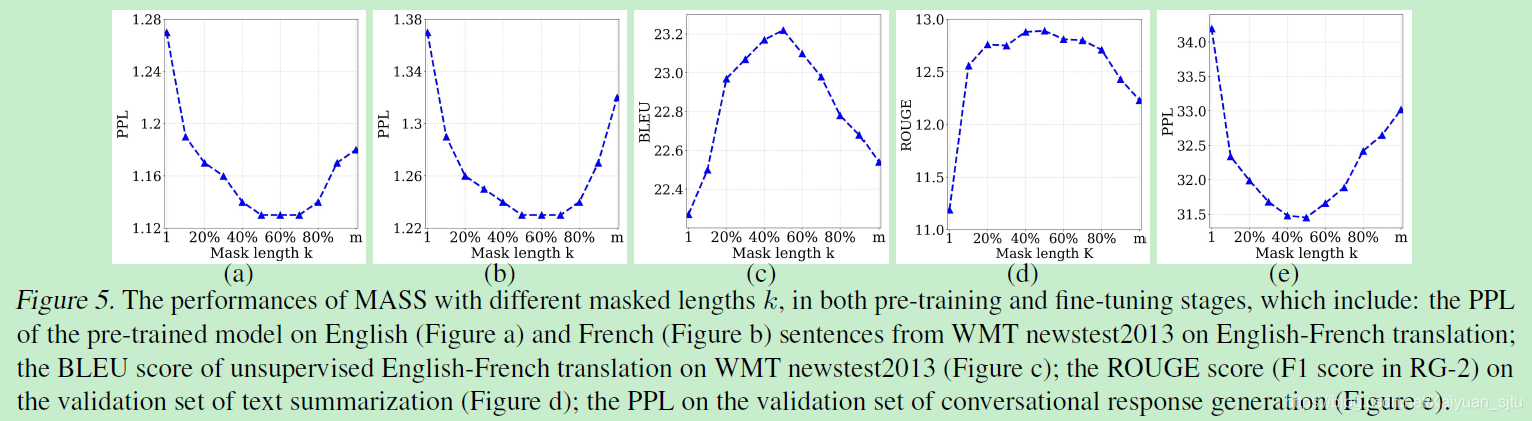 1.28
1.24
1.2
1.16
1.12
PPL
1 20% 40% 60% 80% m
Mask length k
(a)
1.38
1.34
1.3
1.26
1.22
PPL
1 20% 40% 60% 80% m
Mask length k
(b)
23.2
23.0
22.8
22.6
22.4
BLEU
1 20% 40% 60% 80% m
Mask length k
(c)
13.0
12.5
12.0
11.5
11.0
ROUGE
1 20% 40% 60% 80% m
Mask length K
(d)
34.0
33.5
33.0
32.5
32.0
31.5
PPL
1 20% 40% 60% 80% m
Mask length k
(e)
Figure 5. The performances of MASS with different masked lengths k, in both pre-training and fine-tuning stages, which include: the PPL
of the pre-trained model on English (Figure a) and French (Figure b) sentences from WMT newstest2013 on English-French translation;
the BLEU score of unsupervised English-French translation on WMT newstest2013 (Figure c); the ROUGE score (F1 score in RG-2) on
the validation set of text summarization (Figure d); the PPL on the validation set of conversational response generation (Figure e).